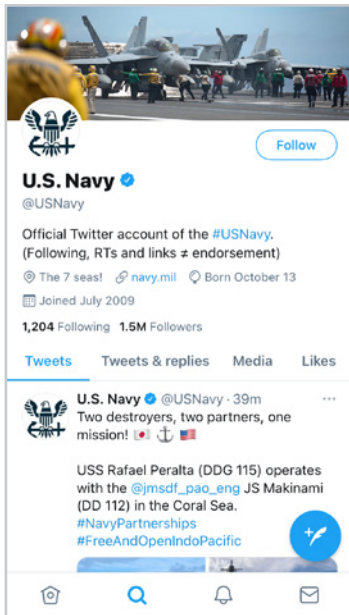 Follow
U.S. Navy
@USNavy
Official Twitter account of the #USNavy.
(Following, RTs and links ≠ endorsement)
The 7 seas! navy.mil Born October 13
Joined July 2009
1,204 Following 1.5M Followers
Tweets Tweets & replies Media Likes
U.S. Navy @USNavy · 39m
Two destroyers, two partners, one
mission! 🇯🇵 ⚓ 🇺🇸
USS Rafael Peralta (DDG 115) operates
with the @jmsdf_pao_eng JS Makinami
(DD 112) in the Coral Sea.
#NavyPartnerships
#FreeAndOpenIndoPacific